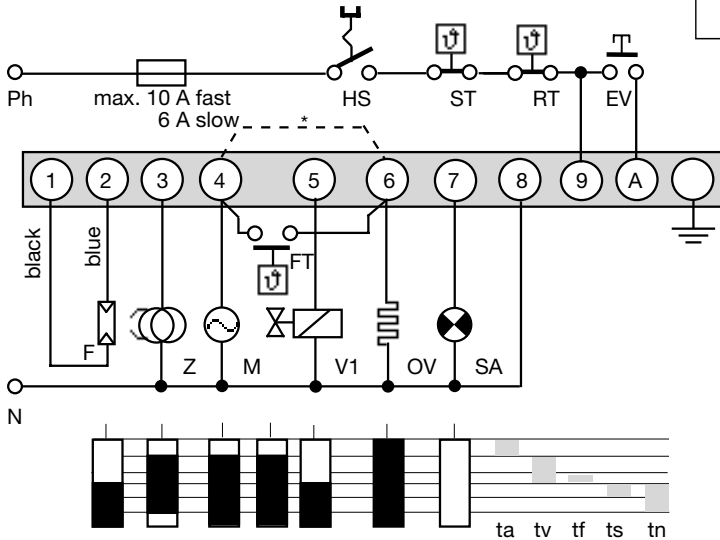 Ph
max. 10 A fast
6 A slow
*
HS
ϑ
ST
ϑ
RT
EV
1
2
3
4
5
6
7
8
9
A
black
blue
F
Z
M
FT
ϑ
V1
OV
SA
N
ta
tv
tf
ts
tn